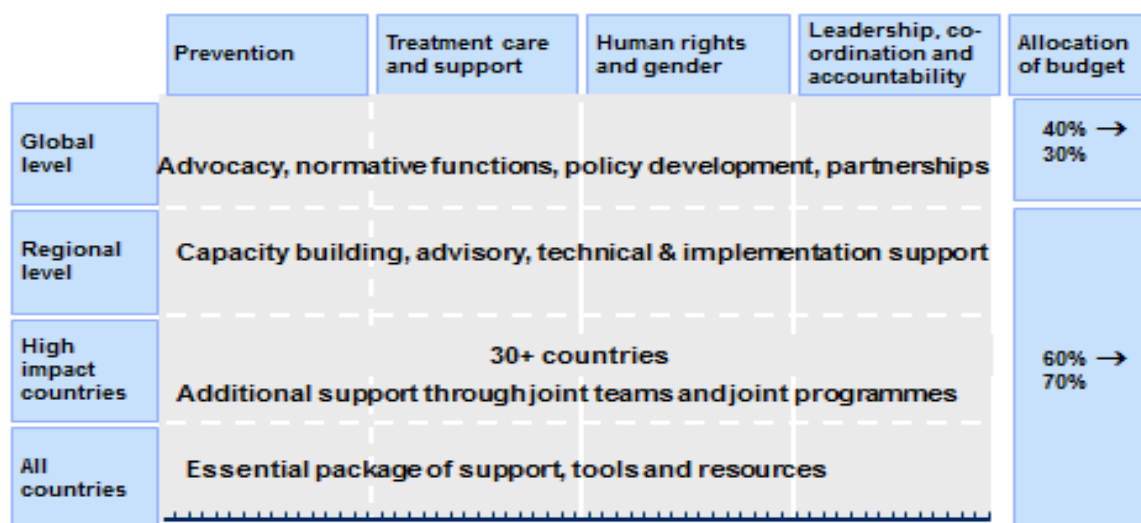 Prevention
Treatment care
and support
Human rights
and gender
Leadership, co-
ordination and
accountability
Allocation
of budget
Global
level
Advocacy, normative functions, policy development, partnerships
40% →
30%
Regional
level
Capacity building, advisory, technical & implementation support
High
impact
countries
30+ countries
Additional support through joint teams and joint programmes
60% →
70%
All
countries
Essential package of support, tools and resources